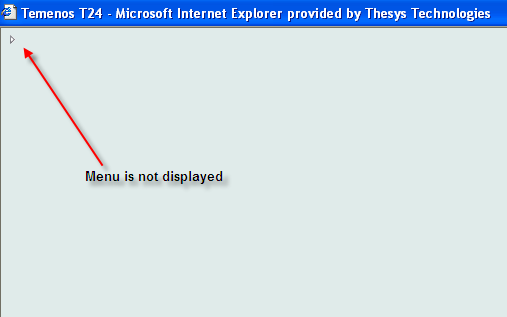 Temenos T24 - Microsoft Internet Explorer provided by Thesys Technologies
Menu is not displayed